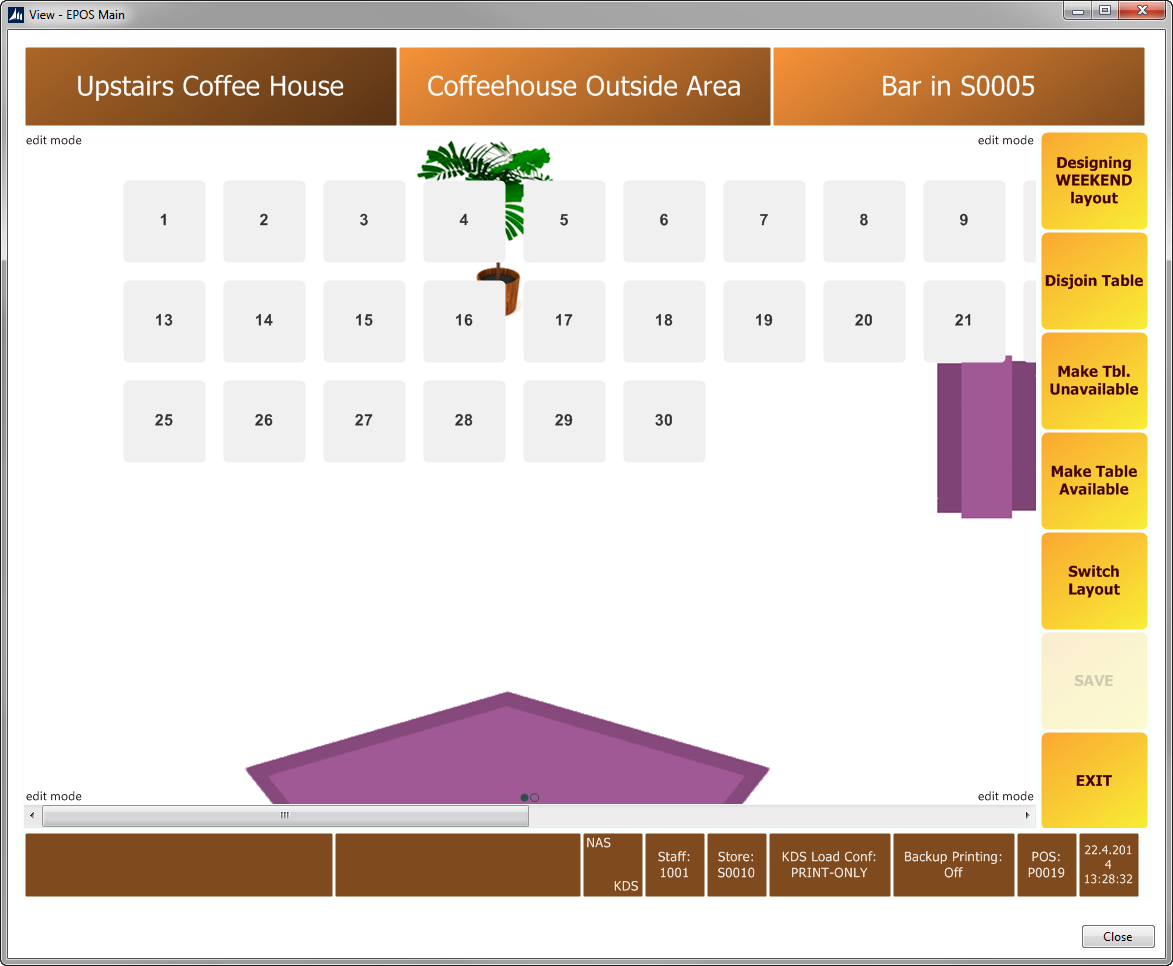 View - EPOS Main
Upstairs Coffee House
Coffeehouse Outside Area
Bar in S0005
edit mode
edit mode
Designing
WEEKEND
layout
1
2
3
4
5
6
7
8
9
Disjoin Table
13
14
15
16
17
18
19
20
21
Make Tbl.
Unavailable
25
26
27
28
29
30
Make Table
Available
Switch
Layout
SAVE
EXIT
edit mode
edit mode
NAS
KDS
Staff:
1001
Store:
S0010
KDS Load Conf:
PRINT-ONLY
Backup Printing:
Off
POS:
P0019
22.4.201
4
13:28:32
Close